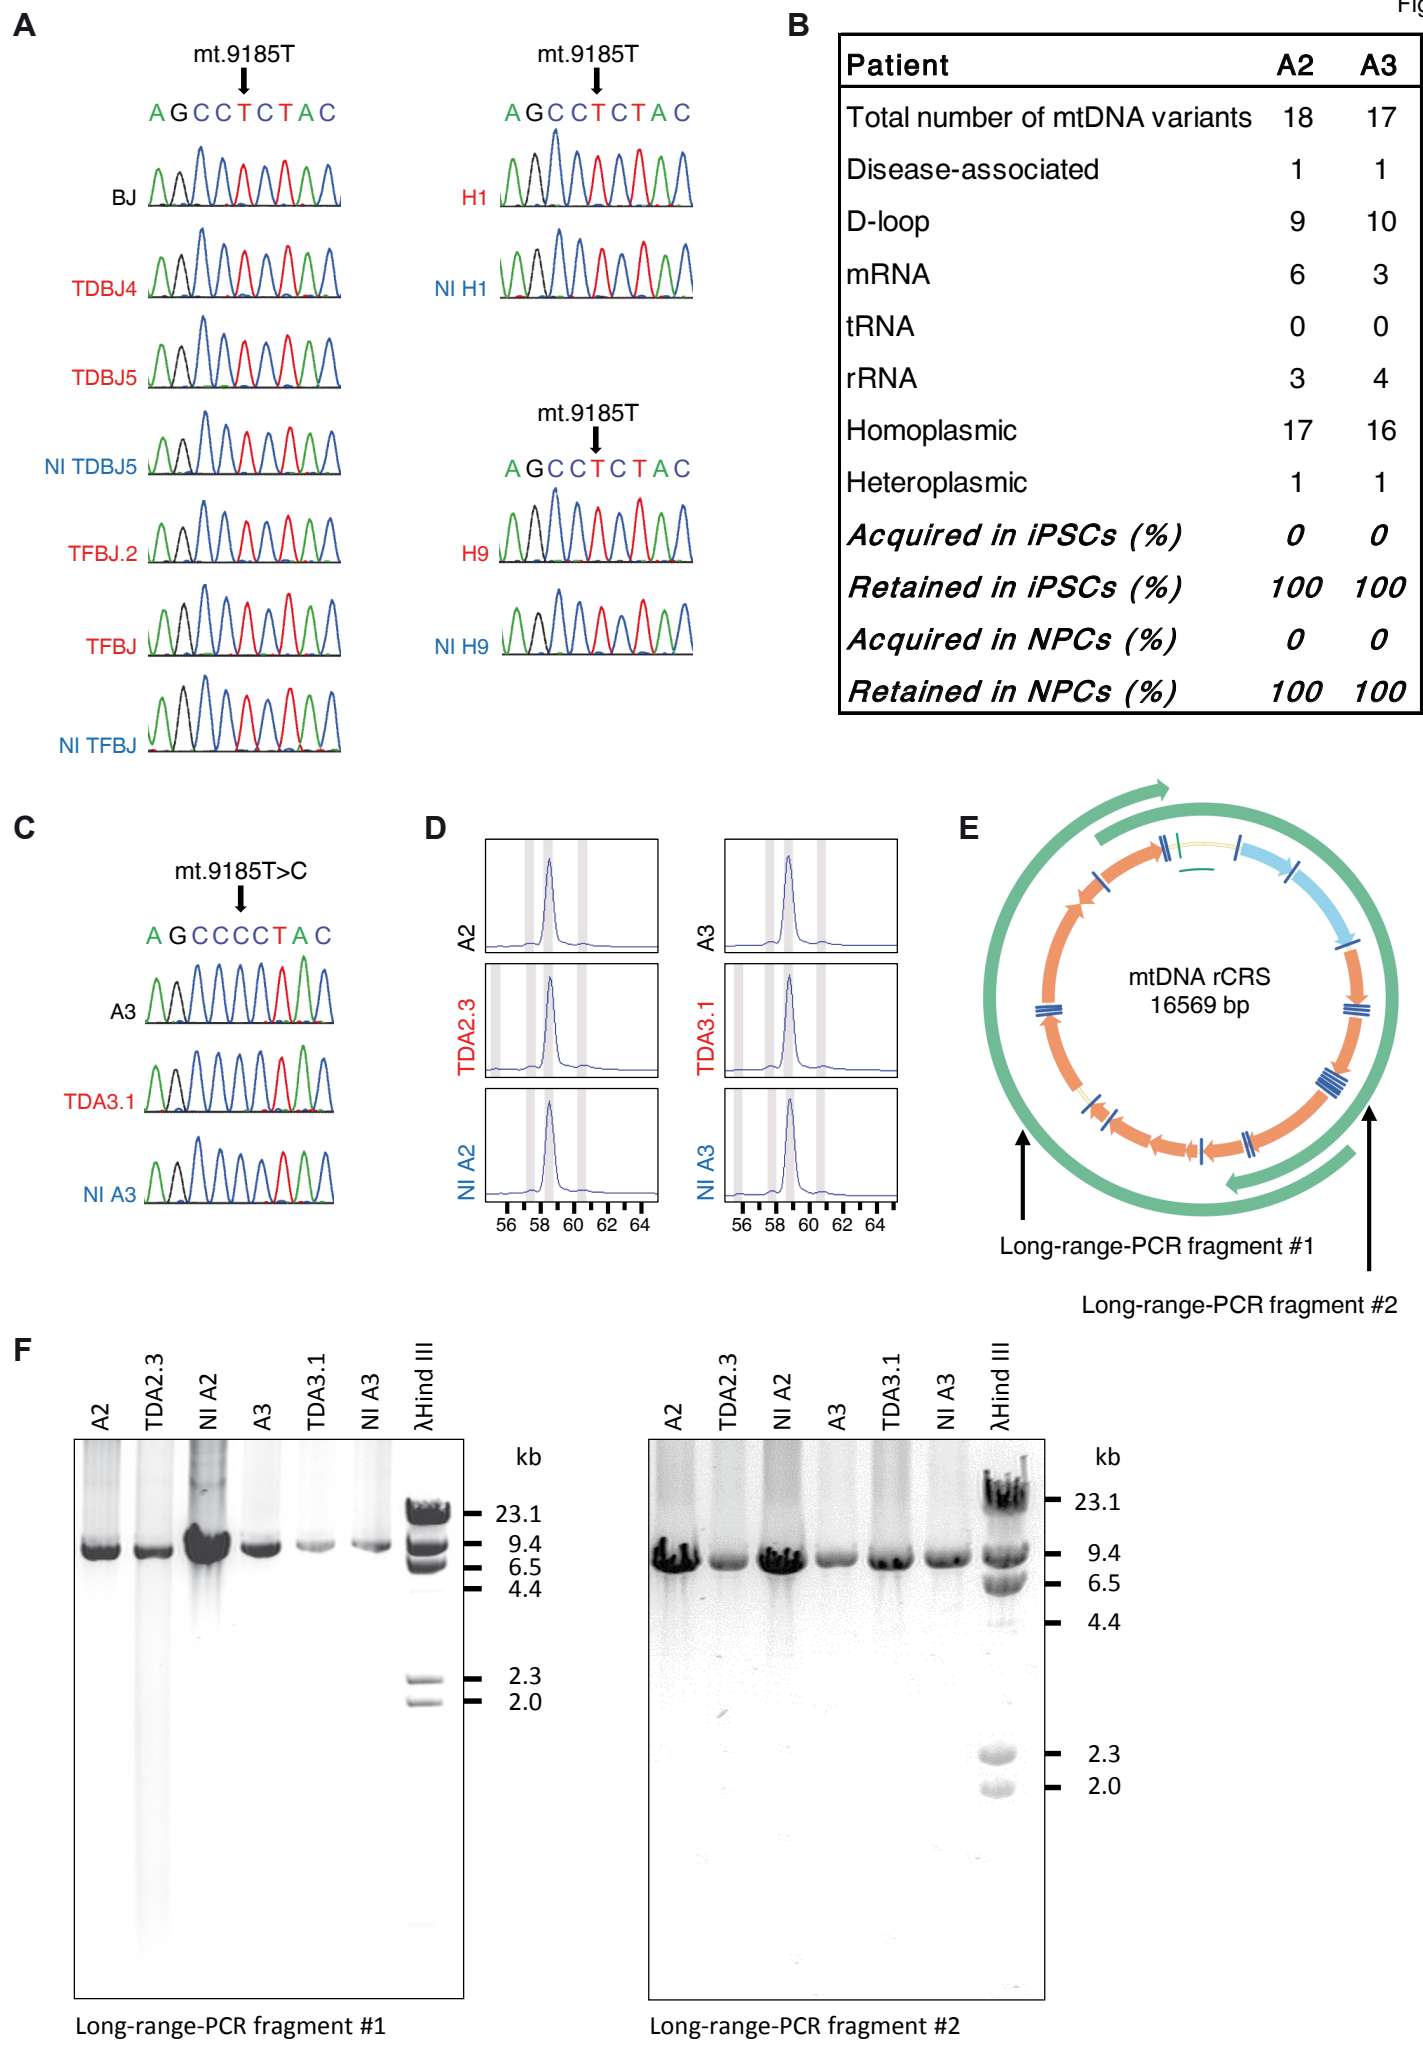 Fig
A
mt.9185T
AGCCTCTAC
BJ
TDBJ4
TDBJ5
NI TDBJ5
TFBJ.2
TFBJ
NI TFBJ
mt.9185T
AGCCTCTAC
H1
NI H1
mt.9185T
AGCCTCTAC
H9
NI H9
B
Patient A2 A3
Total number of mtDNA variants 18 17
Disease-associated 1 1
D-loop 9 10
mRNA 6 3
tRNA 0 0
rRNA 3 4
Homoplasmic 17 16
Heteroplasmic 1 1
Acquired in iPSCs (%) 0 0
Retained in iPSCs (%) 100 100
Acquired in NPCs (%) 0 0
Retained in NPCs (%) 100 100
C
mt.9185T>C
AGCCCCTAC
A3
TDA3.1
NI A3
D
A2
TDA2.3
NI A2
56 58 60 62 64
A3
TDA3.1
NI A3
56 58 60 62 64
E
mtDNA rCRS
16569 bp
Long-range-PCR fragment #1
Long-range-PCR fragment #2
F
A2 TDA2.3 NI A2 A3 TDA3.1 NI A3 λHind III
kb
23.1
9.4
6.5
4.4
2.3
2.0
Long-range-PCR fragment #1
A2 TDA2.3 NI A2 A3 TDA3.1 NI A3 λHind III
kb
23.1
9.4
6.5
4.4
2.3
2.0
Long-range-PCR fragment #2